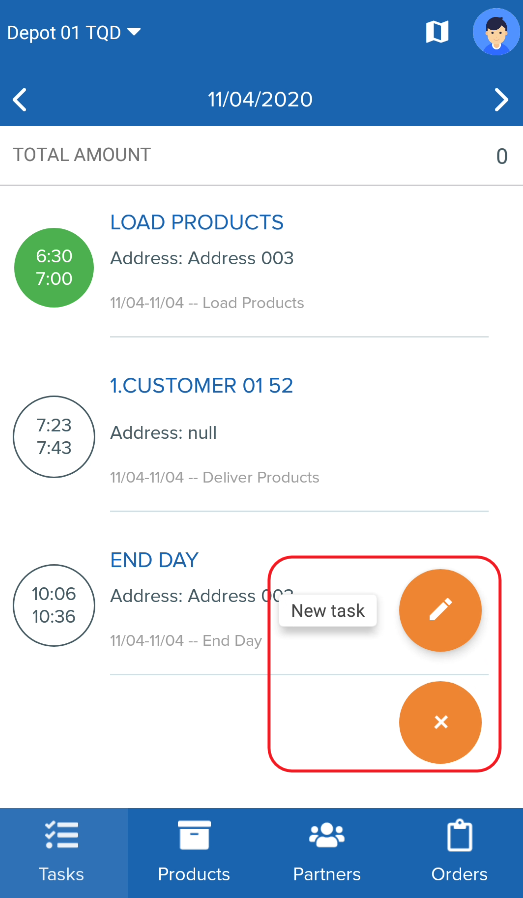 Depot 01 TQD
11/04/2020
TOTAL AMOUNT 0
6:30
7:00
LOAD PRODUCTS
Address: Address 003
11/04-11/04 -- Load Products
7:23
7:43
1.CUSTOMER 01 52
Address: null
11/04-11/04 -- Deliver Products
10:06
10:36
END DAY
Address: Address 003
11/04-11/04 -- End Day
New task
Tasks Products Partners Orders